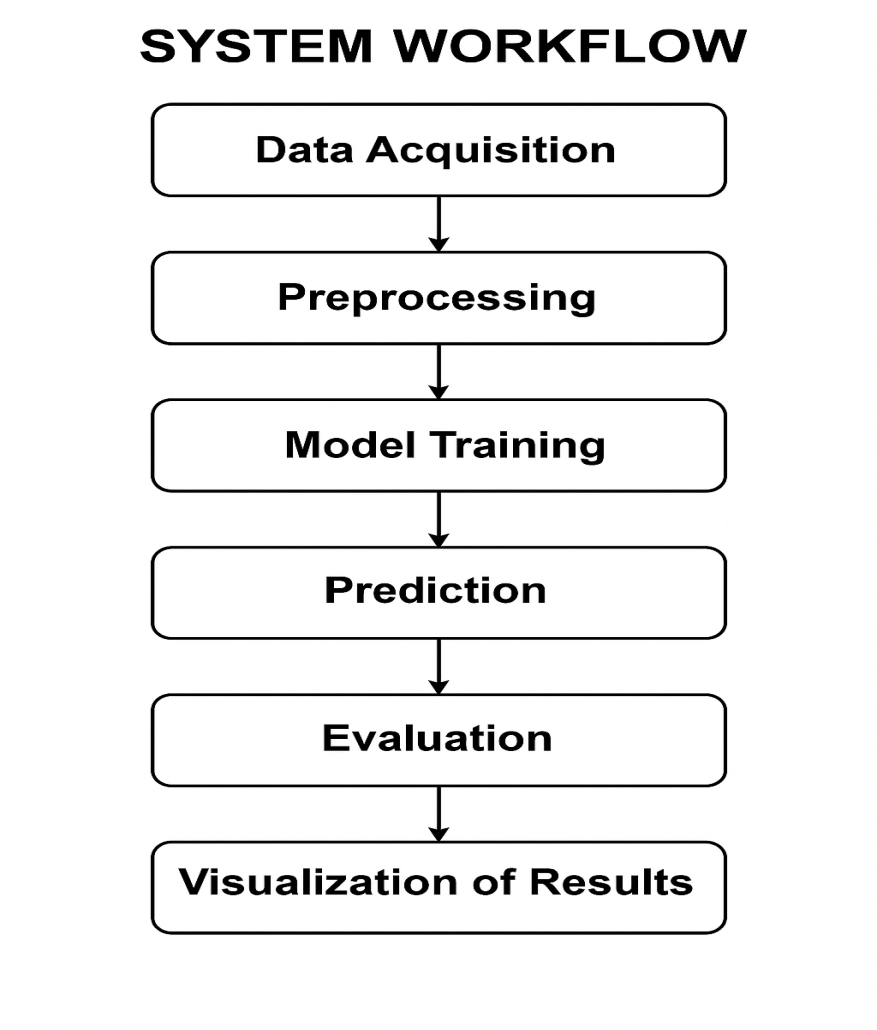 SYSTEM WORKFLOW
Data Acquisition
Preprocessing
Model Training
Prediction
Evaluation
Visualization of Results